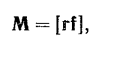 M = [rf],